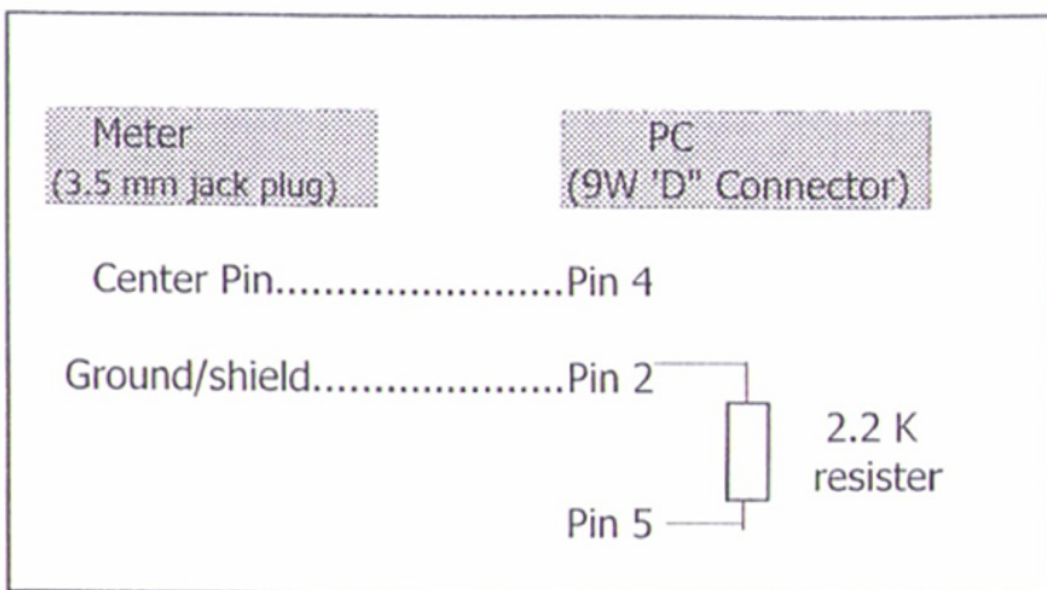 Meter
(3.5 mm jack plug)
PC
(9W 'D" Connector)
Center Pin.......................Pin 4
Ground/shield....................Pin 2
2.2 K
resister
Pin 5